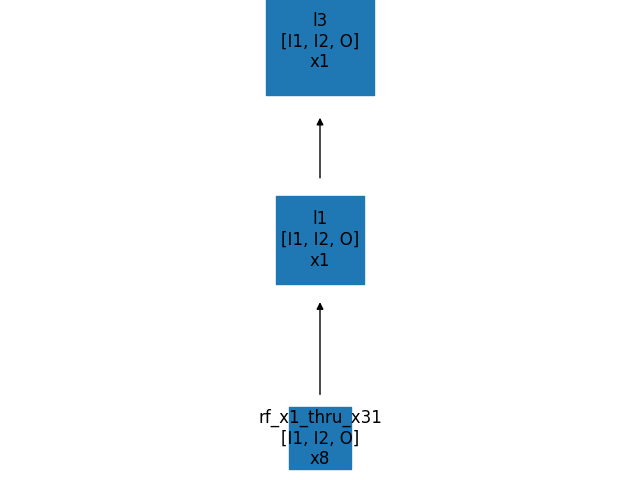 l3
[I1, I2, O]
x1
l1
[I1, I2, O]
x1
rf_x1_thru_x31
[I1, I2, O]
x8